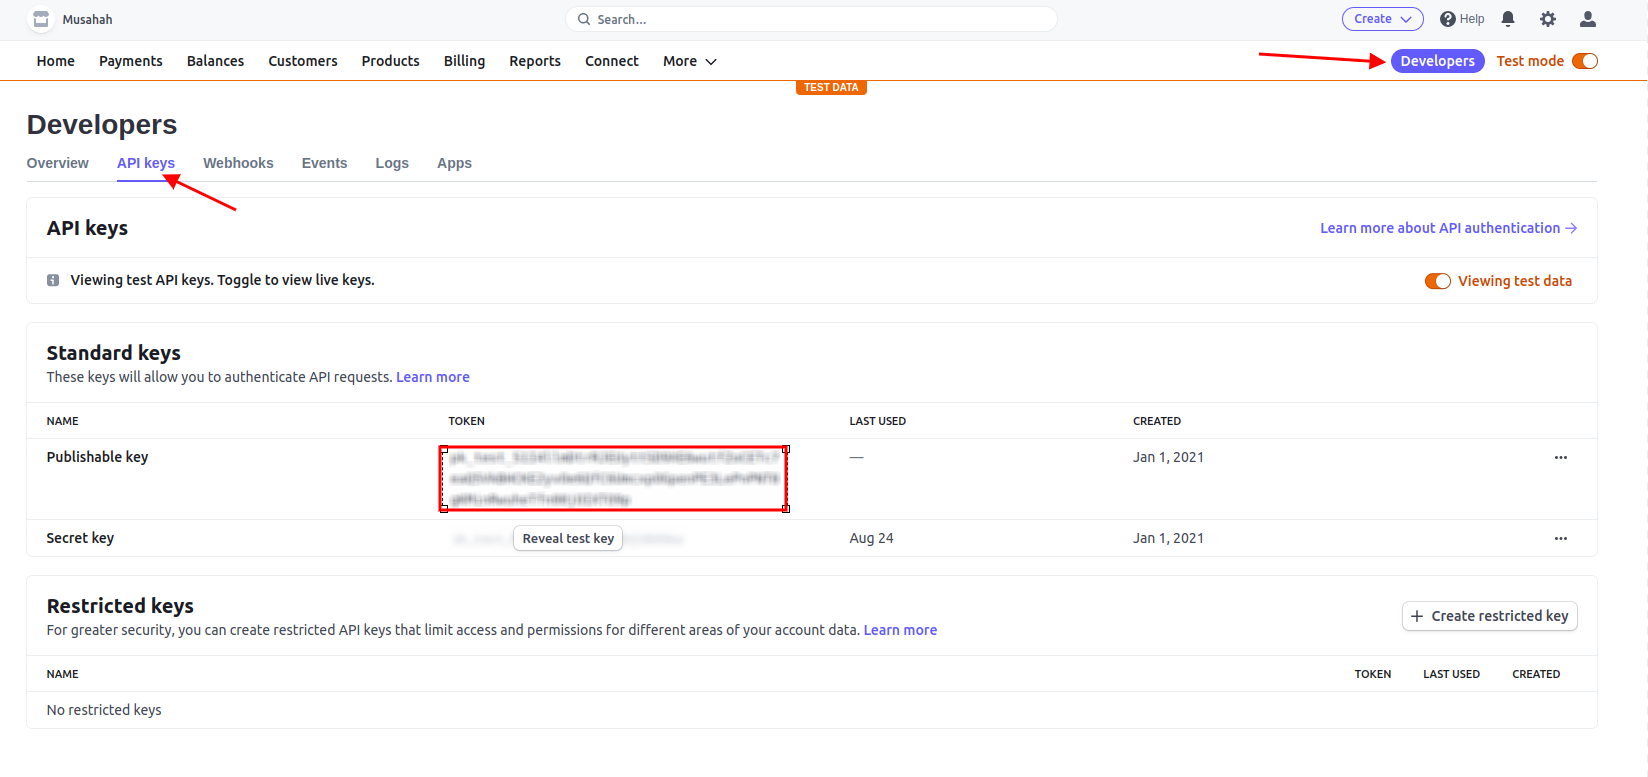 Musahah
Search...
Create
Help
Home Payments Balances Customers Products Billing Reports Connect More
Developers Test mode
TEST DATA
Developers
Overview API keys Webhooks Events Logs Apps
API keys
Learn more about API authentication →
Viewing test API keys. Toggle to view live keys.
Viewing test data
Standard keys
These keys will allow you to authenticate API requests. Learn more
NAME TOKEN LAST USED CREATED
Publishable key — Jan 1, 2021 •••
Secret key Reveal test key Aug 24 Jan 1, 2021 •••
Restricted keys
For greater security, you can create restricted API keys that limit access and permissions for different areas of your account data. Learn more
+ Create restricted key
NAME TOKEN LAST USED CREATED
No restricted keys